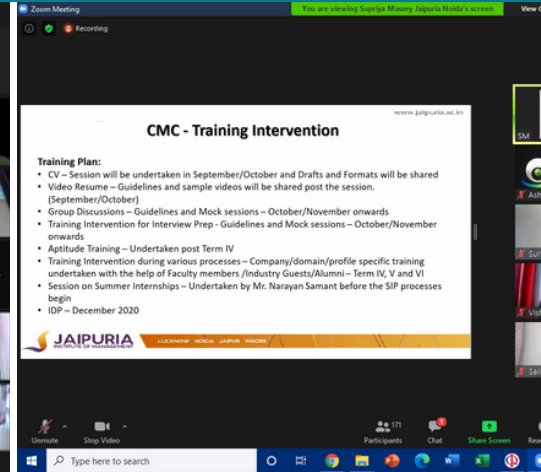 Zoom Meeting
You are viewing Supriya Massey Jaipuria Noida's screen
View
Recording
www.jaipuria.ac.in
CMC - Training Intervention
Training Plan:
• CV – Session will be undertaken in September/October and Drafts and Formats will be shared
• Video Resume – Guidelines and sample videos will be shared post the session.
(September/October)
• Group Discussions – Guidelines and Mock sessions – October/November onwards
• Training Intervention for Interview Prep - Guidelines and Mock sessions – October/November
onwards
• Aptitude Training – Undertaken post Term IV
• Training Intervention during various processes – Company/domain/profile specific training
undertaken with the help of Faculty members /Industry Guests/Alumni – Term IV, V and VI
• Session on Summer Internships – Undertaken by Mr. Narayan Samant before the SIP processes
begin
• IDP – December 2020
JAIPURIA
INSTITUTE OF MANAGEMENT
LUCKNOW NOIDA JAIPUR INDORE
SM
Ash
Sur
Unmute
Stop Video
171
Participants
Chat
1
Share Screen
Type here to search